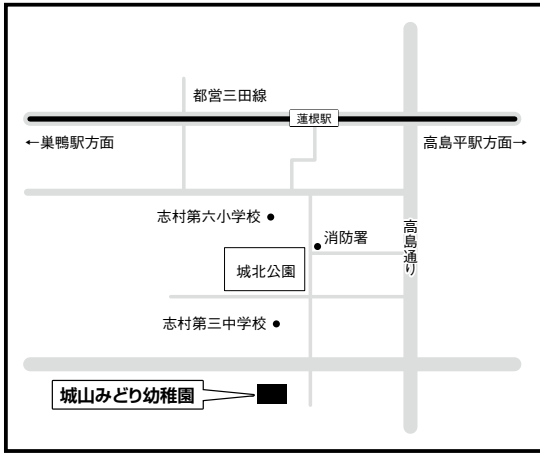 都営三田線
蓮根駅
←巣鴨駅方面
高島平駅方面→
志村第六小学校
消防署
高島通り
城北公園
志村第三中学校
城山みどり幼稚園